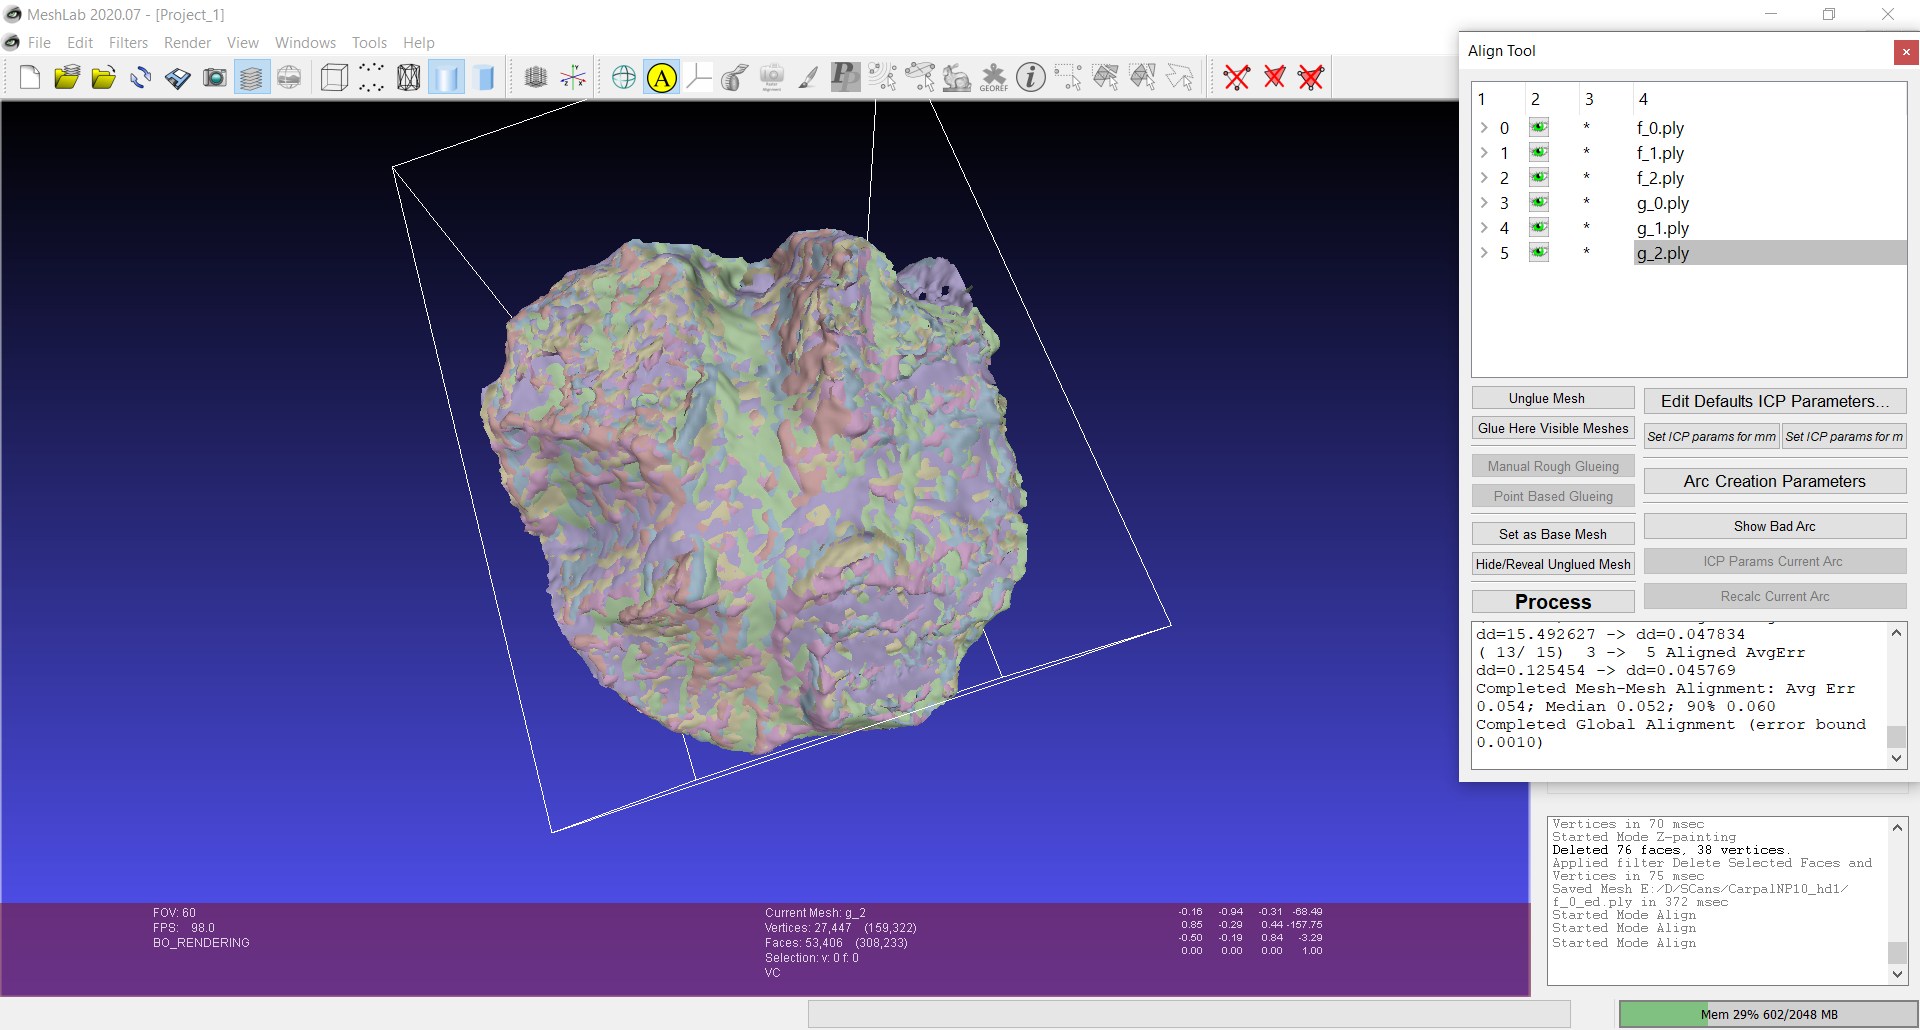 MeshLab 2020.07 - [Project_1]
File Edit Filters Render View Windows Tools Help
A
PP
GEOREF
Align Tool
1 2 3 4
0 * f_0.ply
1 * f_1.ply
2 * f_2.ply
3 * g_0.ply
4 * g_1.ply
5 * g_2.ply
Unglue Mesh
Glue Here Visible Meshes
Manual Rough Glueing
Point Based Glueing
Set as Base Mesh
Hide/Reveal Unglued Mesh
Process
Edit Defaults ICP Parameters...
Set ICP params for mm Set ICP params for m
Arc Creation Parameters
Show Bad Arc
ICP Params Current Arc
Recalc Current Arc
dd=15.492627 -> dd=0.047834
( 13/ 15) 3 -> 5 Aligned AvgErr
dd=0.125454 -> dd=0.045769
Completed Mesh-Mesh Alignment: Avg Err
0.054; Median 0.052; 90% 0.060
Completed Global Alignment (error bound
0.0010)
Vertices in 70 msec
Started Mode Z-painting
Deleted 76 faces, 38 vertices.
Applied filter Delete Selected Faces and
Vertices in 75 msec
Saved Mesh E:/D/SCans/CarpalNP10_hd1/
f_0_ed.ply in 372 msec
Started Mode Align
Started Mode Align
Started Mode Align
FOV: 60
FPS: 98.0
BO_RENDERING
Current Mesh: g_2
Vertices: 27,447 (159,322)
Faces: 53,406 (308,233)
Selection: v: 0 f: 0
VC
-0.16 -0.94 -0.31 -68.49
0.85 -0.29 0.44 -157.75
-0.50 -0.19 0.84 -3.29
0.00 0.00 0.00 1.00
Mem 29% 602/2048 MB